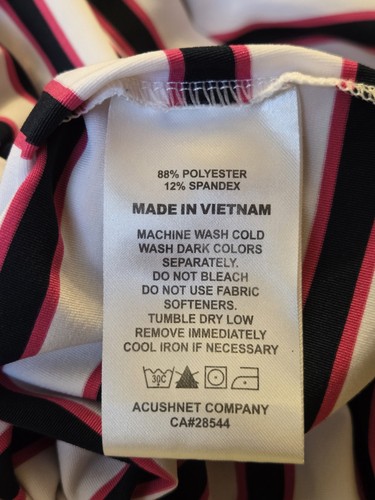 88% POLYESTER
12% SPANDEX
MADE IN VIETNAM
MACHINE WASH COLD
WASH DARK COLORS
SEPARATELY.
DO NOT BLEACH
DO NOT USE FABRIC
SOFTENERS.
TUMBLE DRY LOW
REMOVE IMMEDIATELY
COOL IRON IF NECESSARY
30C
ACUSHNET COMPANY
CA#28544